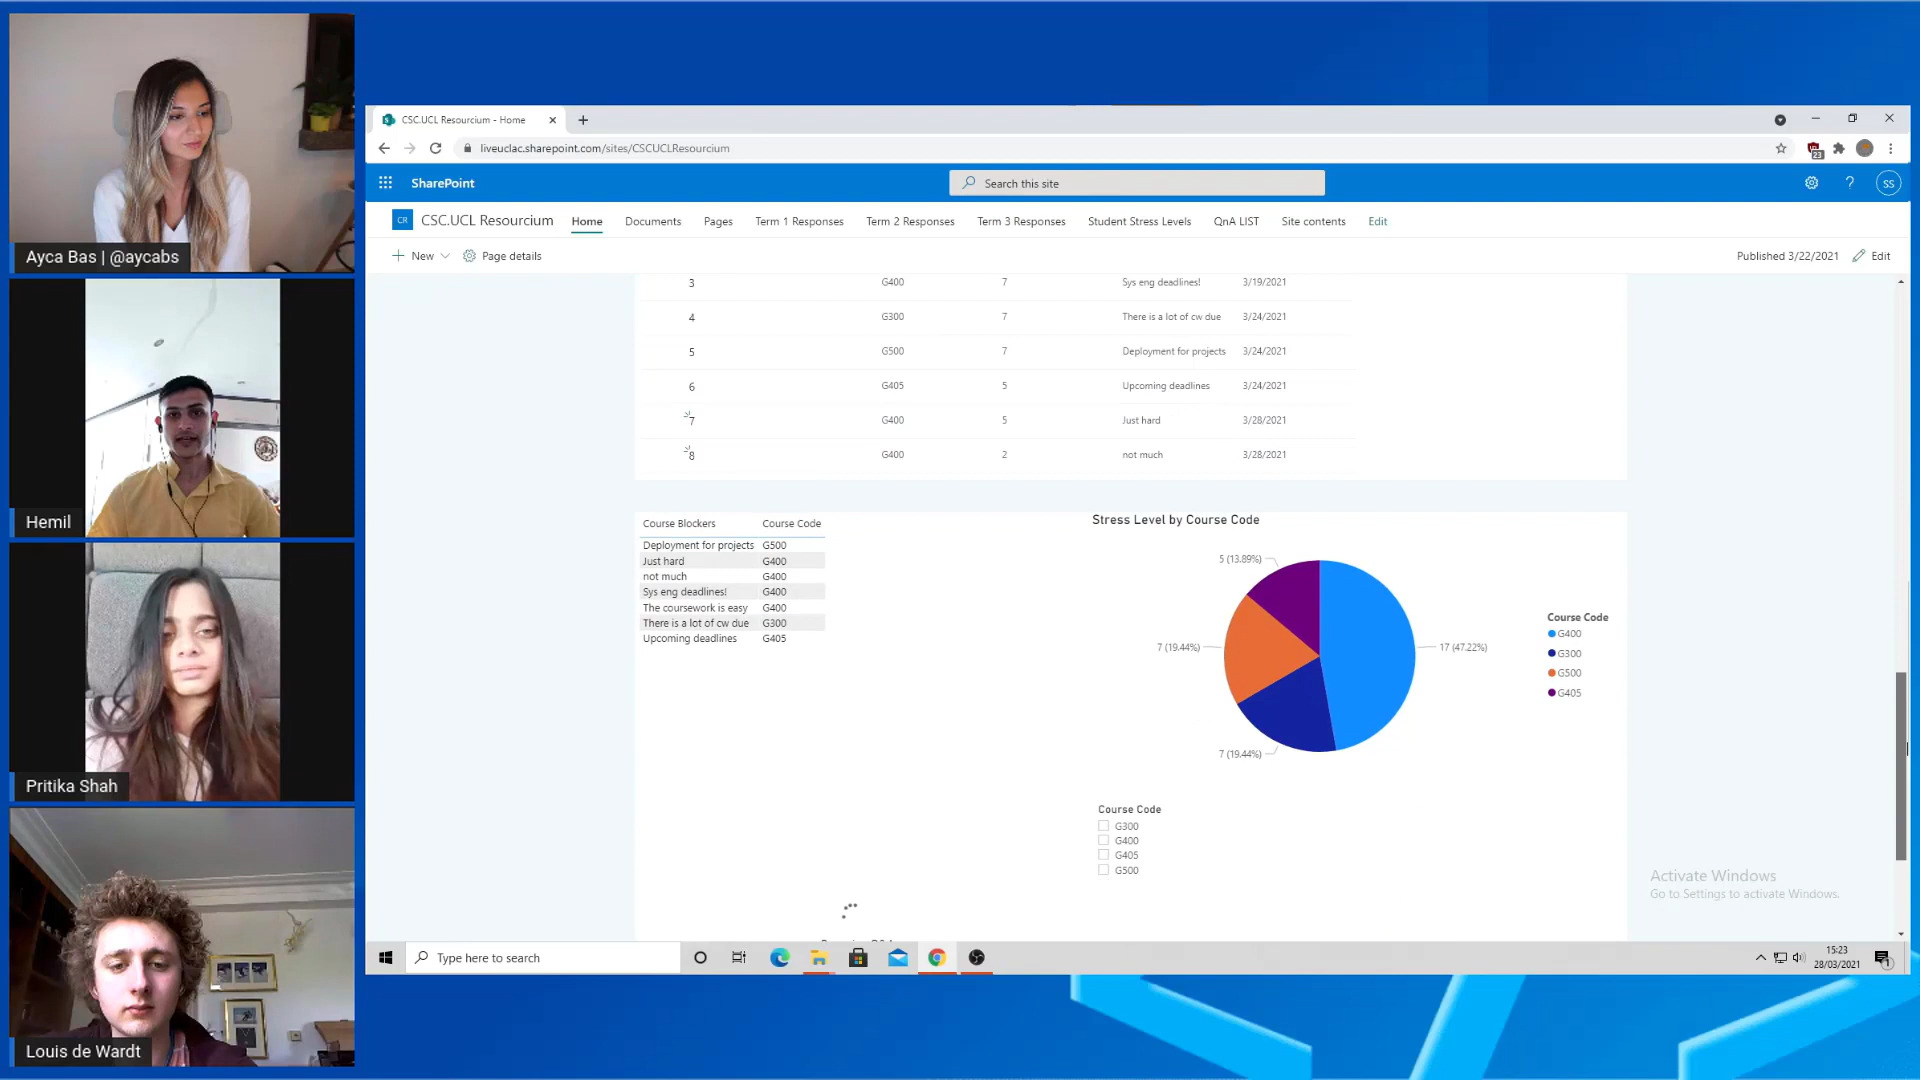 Ayca Bas | @aycabs
Hemil
Pritika Shah
Louis de Wardt
CSC.UCL Resourcium - Home
liveuclac.sharepoint.com/sites/CSCUCLResourcium
23
SharePoint
Search this site
SS
CR CSC.UCL Resourcium Home Documents Pages Term 1 Responses Term 2 Responses Term 3 Responses Student Stress Levels QnA LIST Site contents Edit
New Page details Published 3/22/2021 Edit
3 G400 7 Sys eng deadlines! 3/19/2021
4 G300 7 There is a lot of cw due 3/24/2021
5 G500 7 Deployment for projects 3/24/2021
6 G405 5 Upcoming deadlines 3/24/2021
7 G400 5 Just hard 3/28/2021
8 G400 2 not much 3/28/2021
Course Blockers Course Code
Deployment for projects G500
Just hard G400
not much G400
Sys eng deadlines! G400
The coursework is easy G400
There is a lot of cw due G300
Upcoming deadlines G405
Stress Level by Course Code
5 (13.89%)
7 (19.44%)
17 (47.22%)
7 (19.44%)
Course Code
G400
G300
G500
G405
Course Code
G300
G400
G405
G500
Activate Windows
Go to Settings to activate Windows.
Type here to search
15:23
28/03/2021
1